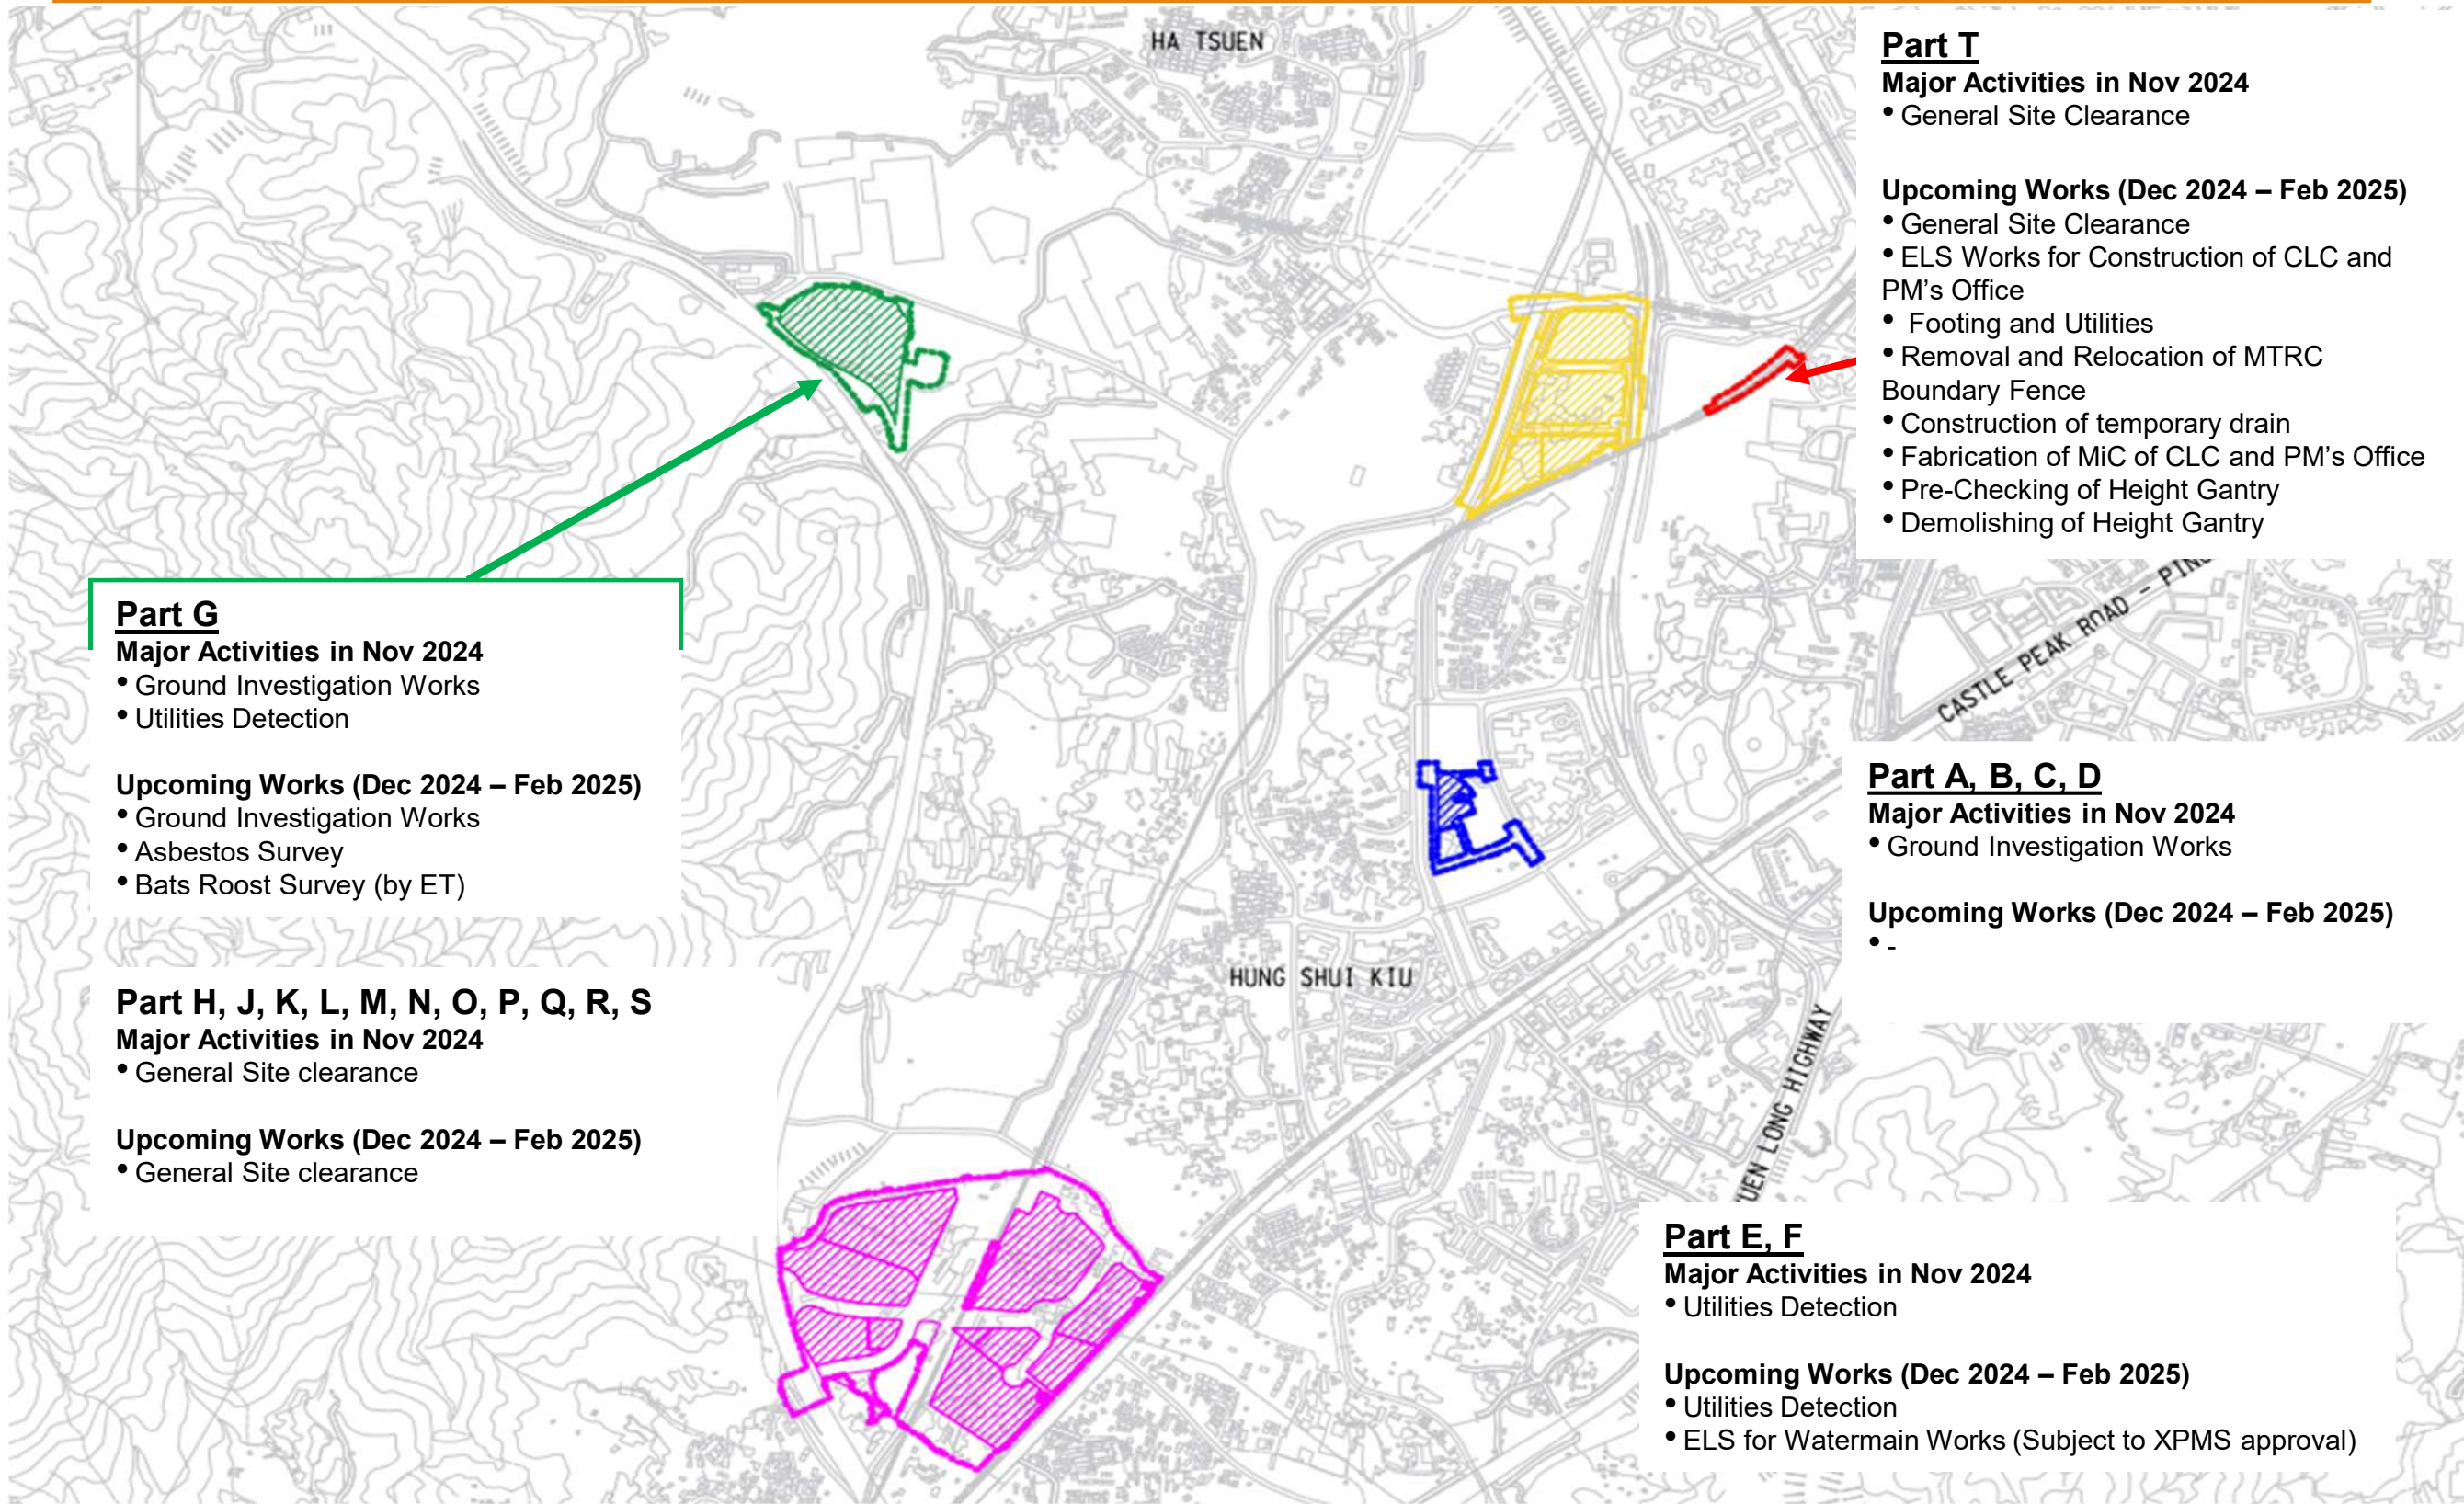 HA TSUEN
Part T
Major Activities in Nov 2024
• General Site Clearance
Upcoming Works (Dec 2024 – Feb 2025)
• General Site Clearance
• ELS Works for Construction of CLC and
PM’s Office
• Footing and Utilities
• Removal and Relocation of MTRC
Boundary Fence
• Construction of temporary drain
• Fabrication of MiC of CLC and PM’s Office
• Pre-Checking of Height Gantry
• Demolishing of Height Gantry
Part G
Major Activities in Nov 2024
• Ground Investigation Works
• Utilities Detection
Upcoming Works (Dec 2024 – Feb 2025)
• Ground Investigation Works
• Asbestos Survey
• Bats Roost Survey (by ET)
CASTLE PEAK ROAD –
Part A, B, C, D
Major Activities in Nov 2024
• Ground Investigation Works
Upcoming Works (Dec 2024 – Feb 2025)
• -
HUNG SHUI KIU
Part H, J, K, L, M, N, O, P, Q, R, S
Major Activities in Nov 2024
• General Site clearance
Upcoming Works (Dec 2024 – Feb 2025)
• General Site clearance
LONG HIGHWAY
Part E, F
Major Activities in Nov 2024
• Utilities Detection
Upcoming Works (Dec 2024 – Feb 2025)
• Utilities Detection
• ELS for Watermain Works (Subject to XPMS approval)